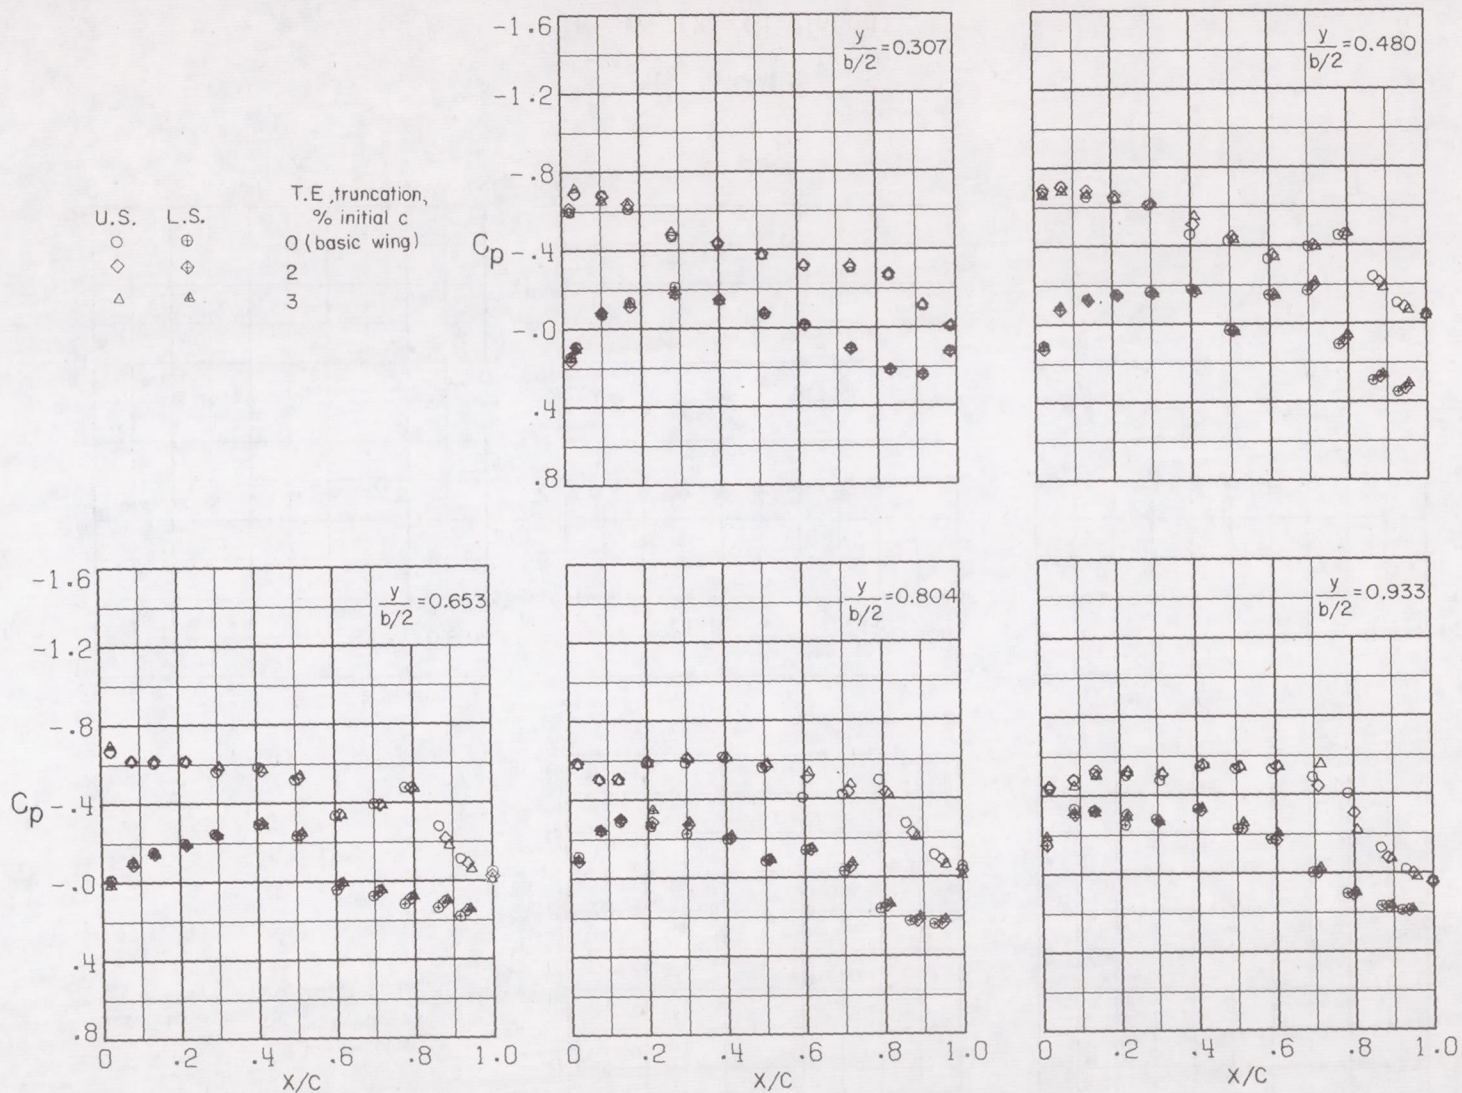 -1.6
-1.2
-.8
Cp -.4
-.0
.4
.8
y
b/2 =0.307
y
b/2 =0.480
T.E.,truncation,
U.S. L.S. % initial c
0 (basic wing)
2
3
-1.6
-1.2
-.8
Cp -.4
-.0
.4
.8
y
b/2 =0.653
y
b/2 =0.804
y
b/2 =0.933
0 .2 .4 .6 .8 1.0
X/C
0 .2 .4 .6 .8 1.0
X/C
0 .2 .4 .6 .8 1.0
X/C